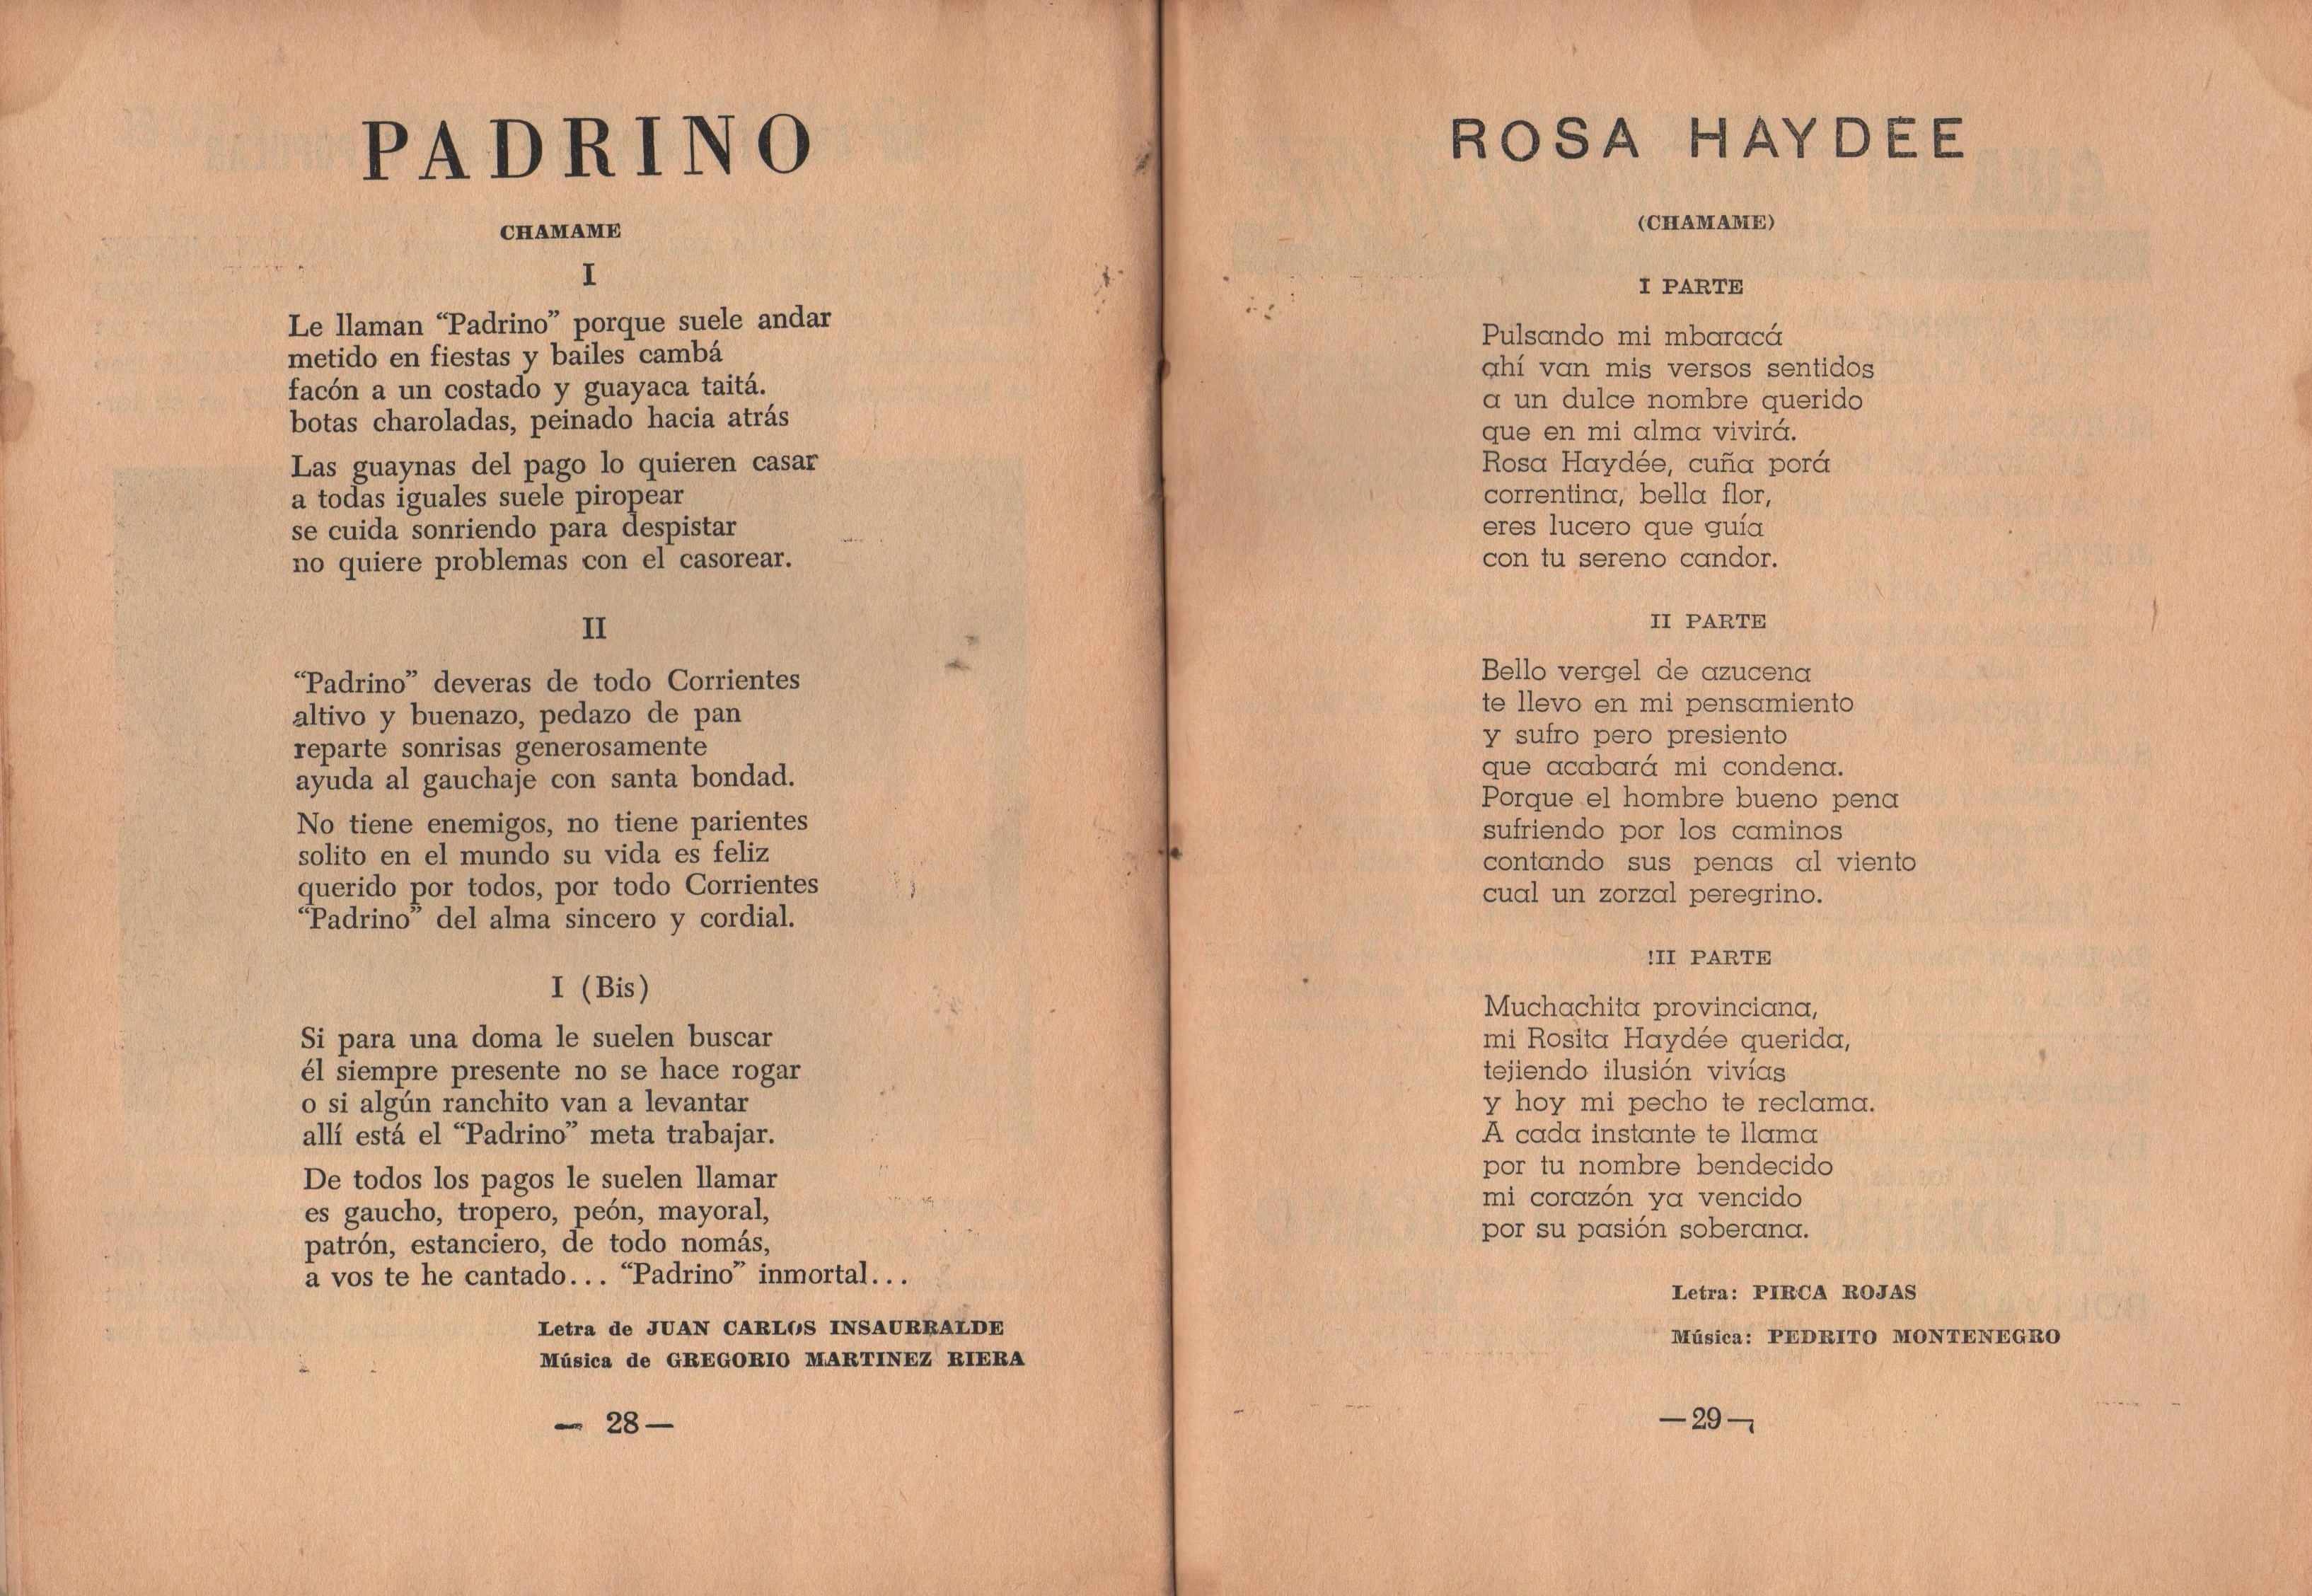 PADRINO
CHAMAME
I
Le llaman “Padrino” porque suele andar
metido en fiestas y bailes cambá
facón a un costado y guayaca taitá.
botas charoladas, peinado hacia atrás
Las guaynas del pago lo quieren casar
a todas iguales suele piropear
se cuida sonriendo para despistar
no quiere problemas con el casorear.
II
“Padrino” deveras de todo Corrientes
altivo y buenazo, pedazo de pan
reparte sonrisas generosamente
ayuda al gauchaje con santa bondad.
No tiene enemigos, no tiene parientes
solito en el mundo su vida es feliz
querido por todos, por todo Corrientes
“Padrino” del alma sincero y cordial.
I (Bis)
Si para una doma le suelen buscar
él siempre presente no se hace rogar
o si algún ranchito van a levantar
allí está el “Padrino” meta trabajar.
De todos los pagos le suelen llamar
es gaucho, tropero, peón, mayoral,
patrón, estanciero, de todo nomás,
a vos te he cantado... “Padrino” inmortal...
Letra de JUAN CARLOS INSAURRALDE
Música de GREGORIO MARTINEZ RIERA
— 28 —
ROSA HAYDEE
(CHAMAME)
I PARTE
Pulsando mi mbaracá
ahí van mis versos sentidos
a un dulce nombre querido
que en mi alma vivirá.
Rosa Haydée, cuña porá
correntina, bella flor,
eres lucero que guía
con tu sereno candor.
II PARTE
Bello vergel de azucena
te llevo en mi pensamiento
y sufro pero presiento
que acabará mi condena.
Porque el hombre bueno pena
sufriendo por los caminos
contando sus penas al viento
cual un zorzal peregrino.
!II PARTE
Muchachita provinciana,
mi Rosita Haydée querida,
tejiendo ilusión vivías
y hoy mi pecho te reclama.
A cada instante te llama
por tu nombre bendecido
mi corazón ya vencido
por su pasión soberana.
Letra: PIRCA ROJAS
Música: PEDRITO MONTENEGRO
— 29 —